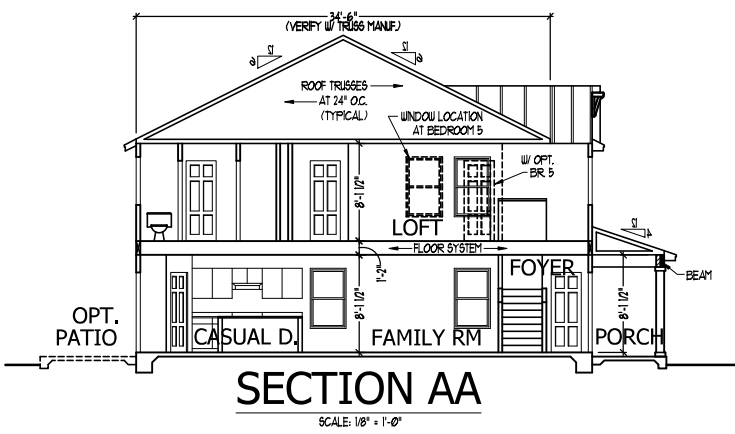 34'-6"
(VERIFY W/ TRUSS MANUF.)
12
6
12
6
ROOF TRUSSES
AT 24" O.C.
(TYPICAL)
WINDOW LOCATION
AT BEDROOM 5
W/ OPT.
BR. 5
8'-1 1/2"
LOFT
12
4
FLOOR SYSTEM
1'-2"
FOYER
BEAM
8'-1 1/2"
8'-1 1/2"
OPT.
PATIO
CASUAL D.
FAMILY RM
PORCH
SECTION AA
SCALE: 1/8" = 1'-0"